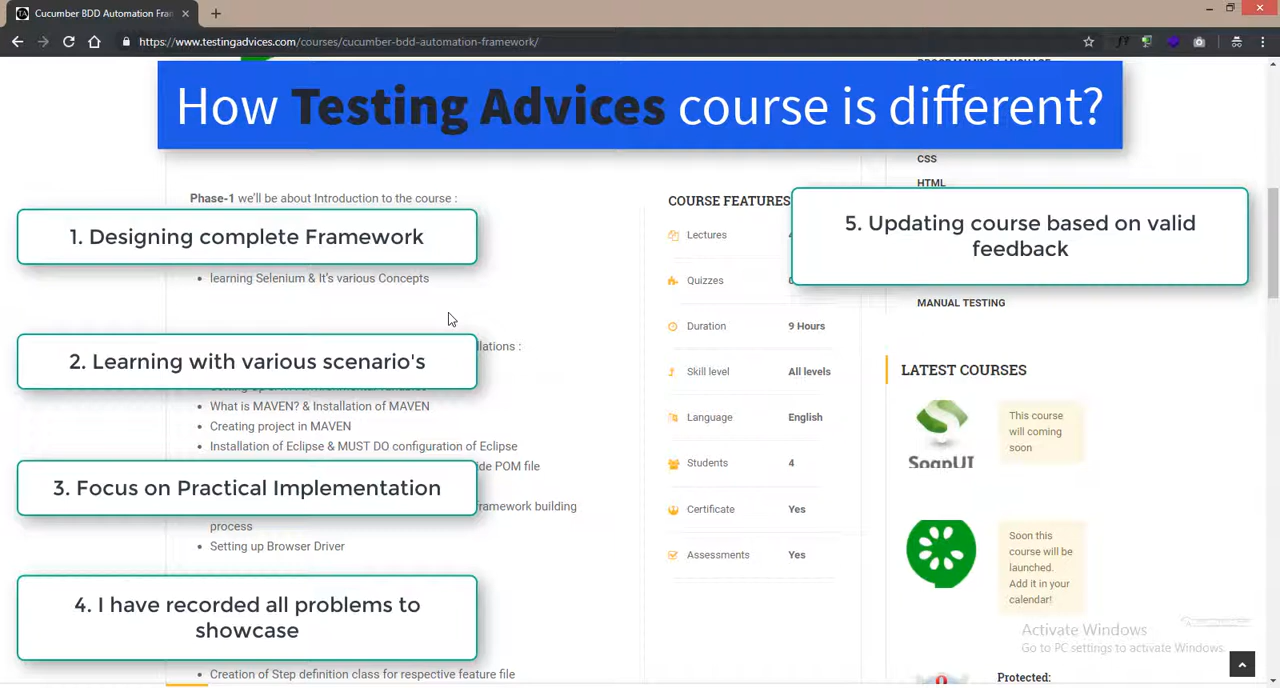 Cucumber BDD Automation Fra
https://www.testingadvices.com/courses/cucumber-bdd-automation-framework/
How Testing Advices course is different?
Phase-1 we'll be about Introduction to the course :
1. Designing complete Framework
learning Selenium & It's various Concepts
llations :
2. Learning with various scenario's
What is MAVEN? & Installation of MAVEN
Creating project in MAVEN
Installation of Eclipse & MUST DO configuration of Eclipse
ide POM file
3. Focus on Practical Implementation
ramework building
process
Setting up Browser Driver
4. I have recorded all problems to
showcase
Creation of Step definition class for respective feature file
COURSE FEATURES
Lectures
Quizzes
Duration 9 Hours
Skill level All levels
Language English
Students 4
Certificate Yes
Assessments Yes
CSS
HTML
5. Updating course based on valid
feedback
MANUAL TESTING
LATEST COURSES
SoapUI
This course
will coming
soon
Soon this
course will be
launched.
Add it in your
calendar!
Activate Windows
Go to PC settings to activate Windows.
Protected: